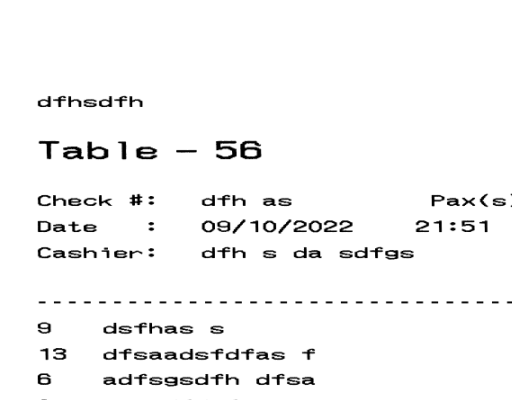 dfhsdfh
Table - 56
Check #: dfh as Pax(s)
Date : 09/10/2022 21:51
Cashier: dfh s da sdfgs
--------------------------------
9 dsfhas s
13 dfsaadsfdfas f
6 adfsgsdfh dfsa